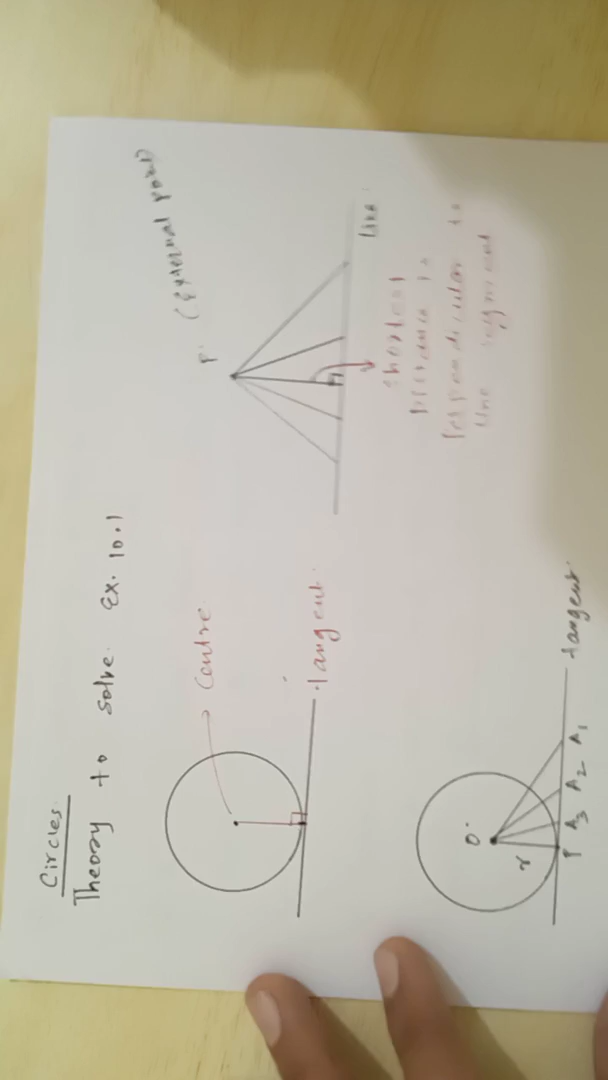 Circles
Theory to solve. Ex. 10.1
→ Centre
tangent.
P. (External point)
Line.
shortest
Distance is
Perpendicular to
Line segment
O.
r
P A3 A2 A1
tangent.